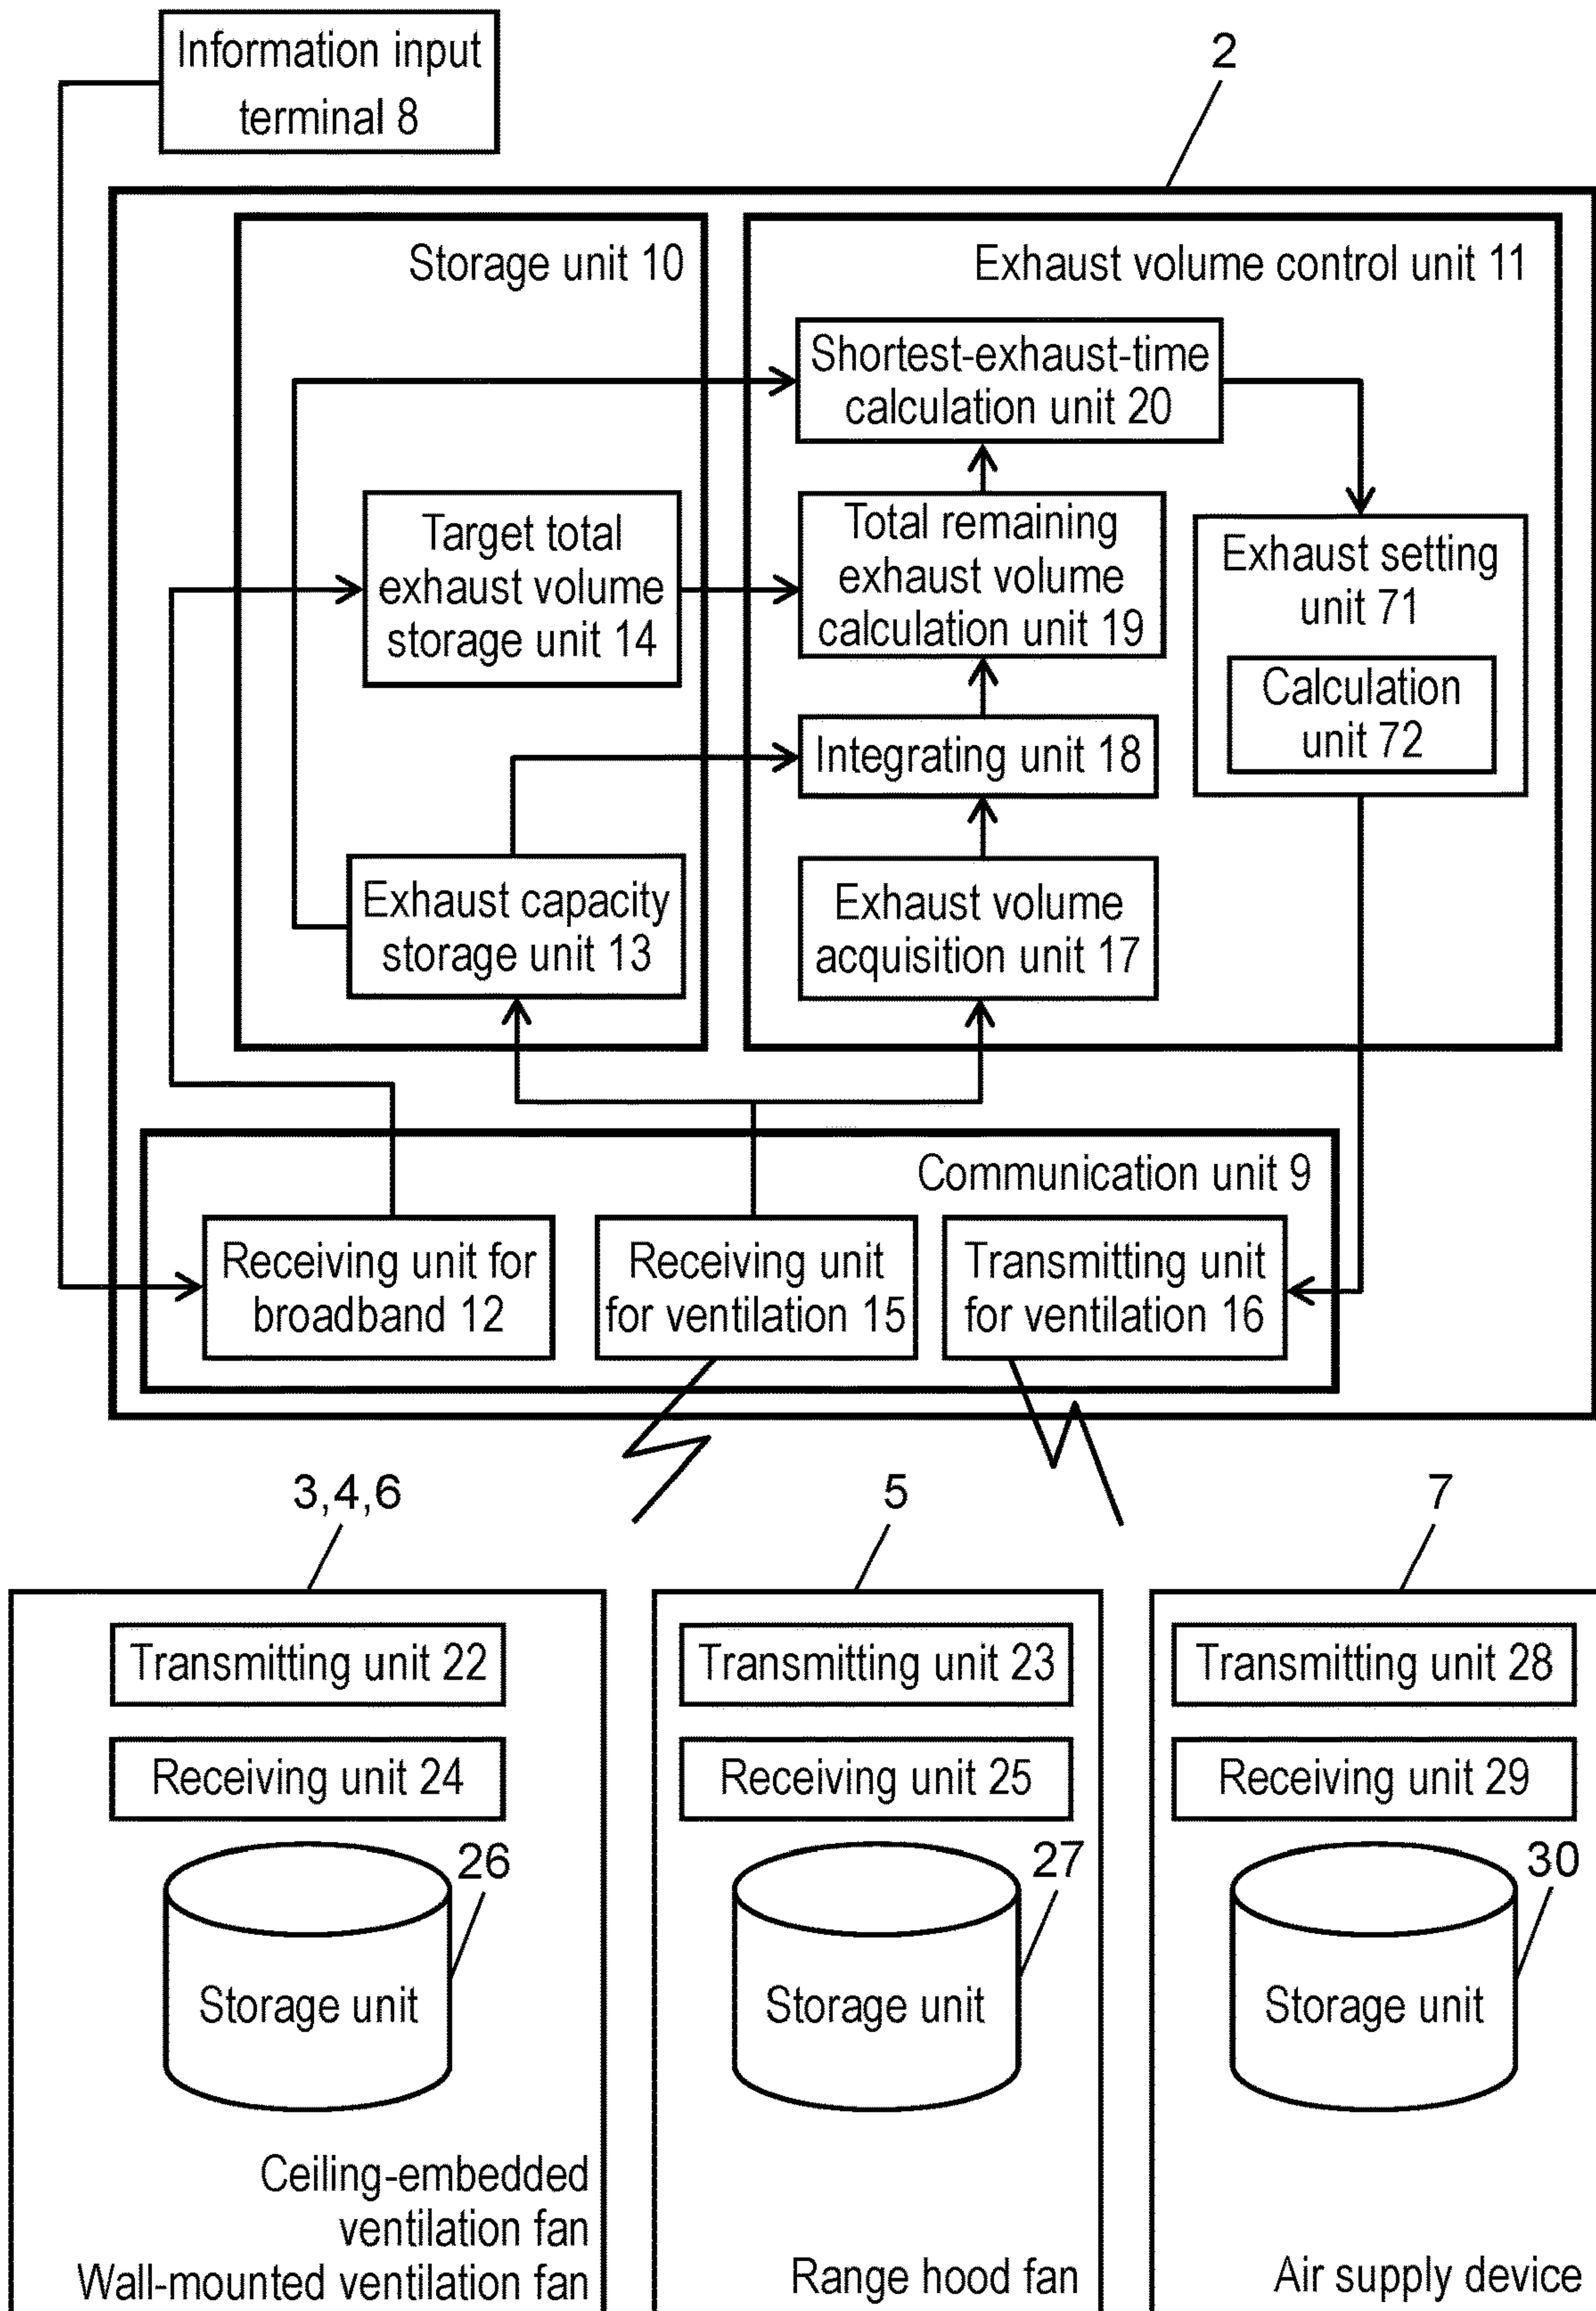 Information input
terminal 8
2
Storage unit 10
Exhaust volume control unit 11
Shortest-exhaust-time
calculation unit 20
Target total
exhaust volume
storage unit 14
Total remaining
exhaust volume
calculation unit 19
Exhaust setting
unit 71
Calculation
unit 72
Integrating unit 18
Exhaust capacity
storage unit 13
Exhaust volume
acquisition unit 17
Communication unit 9
Receiving unit for
broadband 12
Receiving unit
for ventilation 15
Transmitting unit
for ventilation 16
3,4,6
Transmitting unit 22
Receiving unit 24
26
Storage unit
Ceiling-embedded
ventilation fan
Wall-mounted ventilation fan
5
Transmitting unit 23
Receiving unit 25
27
Storage unit
Range hood fan
7
Transmitting unit 28
Receiving unit 29
30
Storage unit
Air supply device